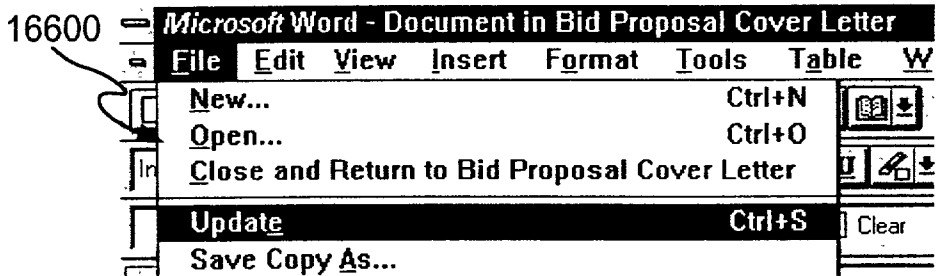 16600
Microsoft Word - Document in Bid Proposal Cover Letter
File Edit View Insert Format Tools Table W
New... Ctrl+N
Open... Ctrl+O
Close and Return to Bid Proposal Cover Letter
In U
Update Ctrl+S Clear
Save Copy As...